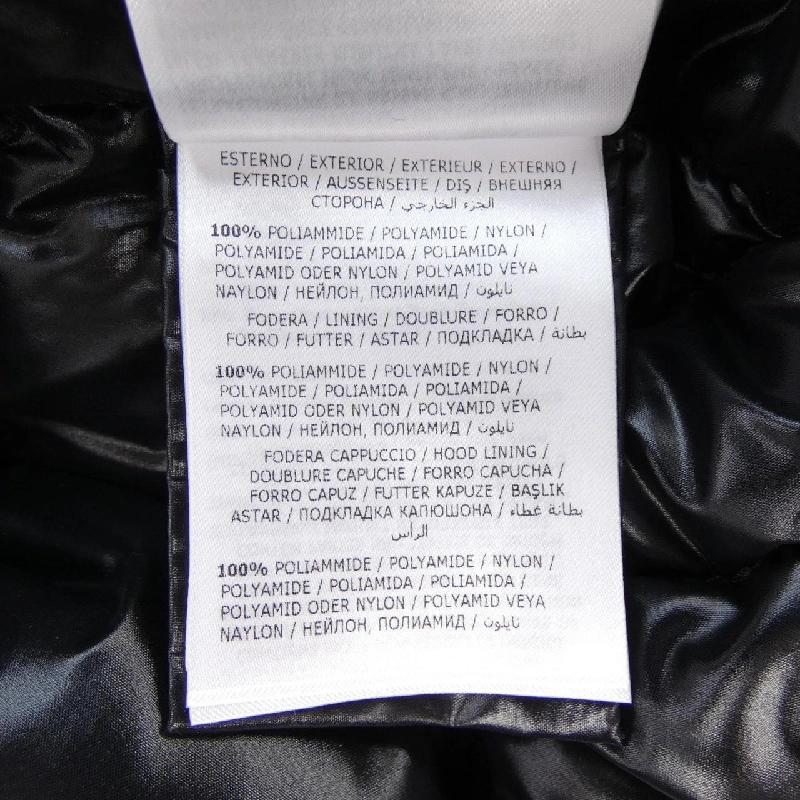 ESTERNO / EXTERIOR / EXTERIEUR / EXTERNO /
EXTERIOR / AUSSENSEITE / DIŞ / ВНЕШНЯЯ
СТОРОНА / الجزء الخارجي
100% POLIAMMIDE / POLYAMIDE / NYLON /
POLYAMIDE / POLIAMIDA / POLIAMIDA /
POLYAMID ODER NYLON / POLYAMID VEYA
NAYLON / НЕЙЛОН, ПОЛИАМИД / نايلون
FODERA / LINING / DOUBLURE / FORRO /
FORRO / FUTTER / ASTAR / ПОДКЛАДКА / بطانة
100% POLIAMMIDE / POLYAMIDE / NYLON /
POLYAMIDE / POLIAMIDA / POLIAMIDA /
POLYAMID ODER NYLON / POLYAMID VEYA
NAYLON / НЕЙЛОН, ПОЛИАМИД / نايلون
FODERA CAPPUCCIO / HOOD LINING /
DOUBLURE CAPUCHE / FORRO CAPUCHA /
FORRO CAPUZ / FUTTER KAPUZE / BAŞLIK
ASTAR / ПОДКЛАДКА КАПЮШОНА / بطانة غطاء
الرأس
100% POLIAMMIDE / POLYAMIDE / NYLON /
POLYAMIDE / POLIAMIDA / POLIAMIDA /
POLYAMID ODER NYLON / POLYAMID VEYA
NAYLON / НЕЙЛОН, ПОЛИАМИД / نايلون